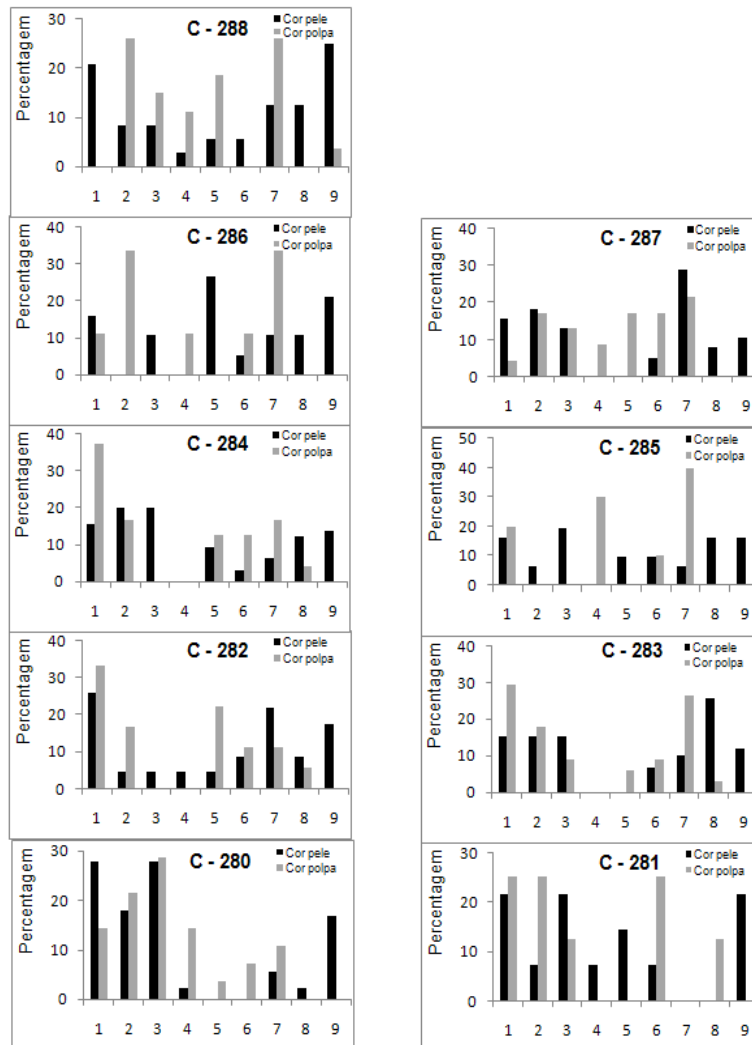 C - 288
Cor pele
Cor polpa
Percentagem
30
20
10
0
1 2 3 4 5 6 7 8 9
C - 286
Cor pele
Cor polpa
Percentagem
40
30
20
10
0
1 2 3 4 5 6 7 8 9
C - 287
Cor pele
Cor polpa
Percentagem
40
30
20
10
0
1 2 3 4 5 6 7 8 9
C - 284
Cor pele
Cor polpa
Percentagem
40
30
20
10
0
1 2 3 4 5 6 7 8 9
C - 285
Cor pele
Cor polpa
Percentagem
50
40
30
20
10
0
1 2 3 4 5 6 7 8 9
C - 282
Cor pele
Cor polpa
Percentagem
40
30
20
10
0
1 2 3 4 5 6 7 8 9
C - 283
Cor pele
Cor polpa
Percentagem
40
30
20
10
0
1 2 3 4 5 6 7 8 9
C - 280
Cor pele
Cor polpa
Percentagem
30
20
10
0
1 2 3 4 5 6 7 8 9
C - 281
Cor pele
Cor polpa
Percentagem
30
20
10
0
1 2 3 4 5 6 7 8 9